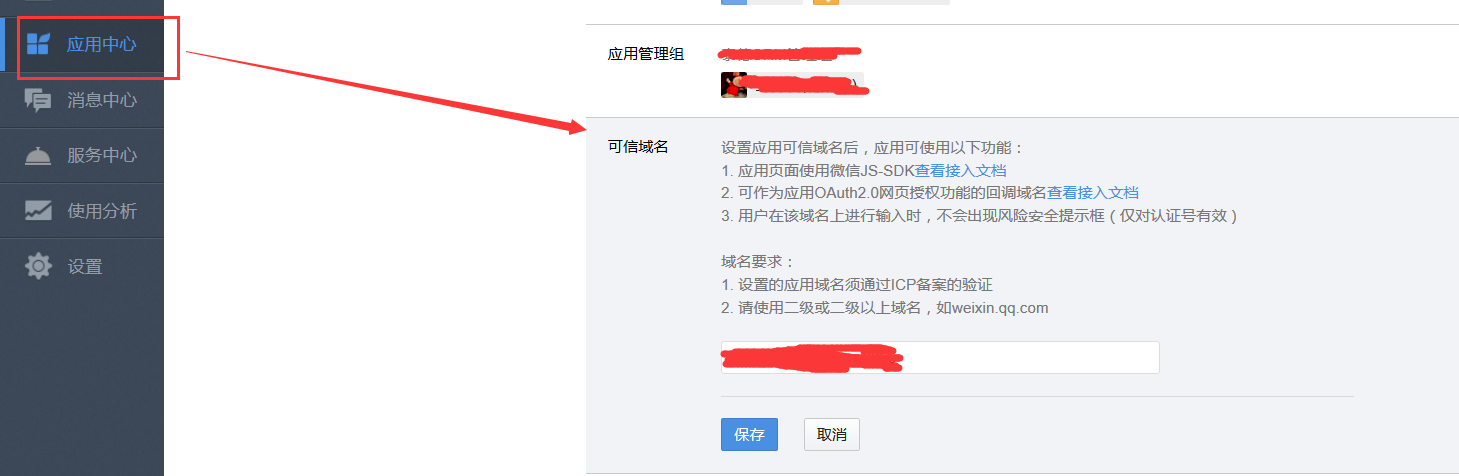 应用中心
消息中心
服务中心
使用分析
设置
应用管理组
可信域名
设置应用可信域名后，应用可使用以下功能：
1. 应用页面使用微信JS-SDK查看接入文档
2. 可作为应用OAuth2.0网页授权功能的回调域名查看接入文档
3. 用户在该域名上进行输入时，不会出现风险安全提示框（仅对认证号有效）
域名要求：
1. 设置的应用域名须通过ICP备案的验证
2. 请使用二级或二级以上域名，如weixin.qq.com
保存
取消